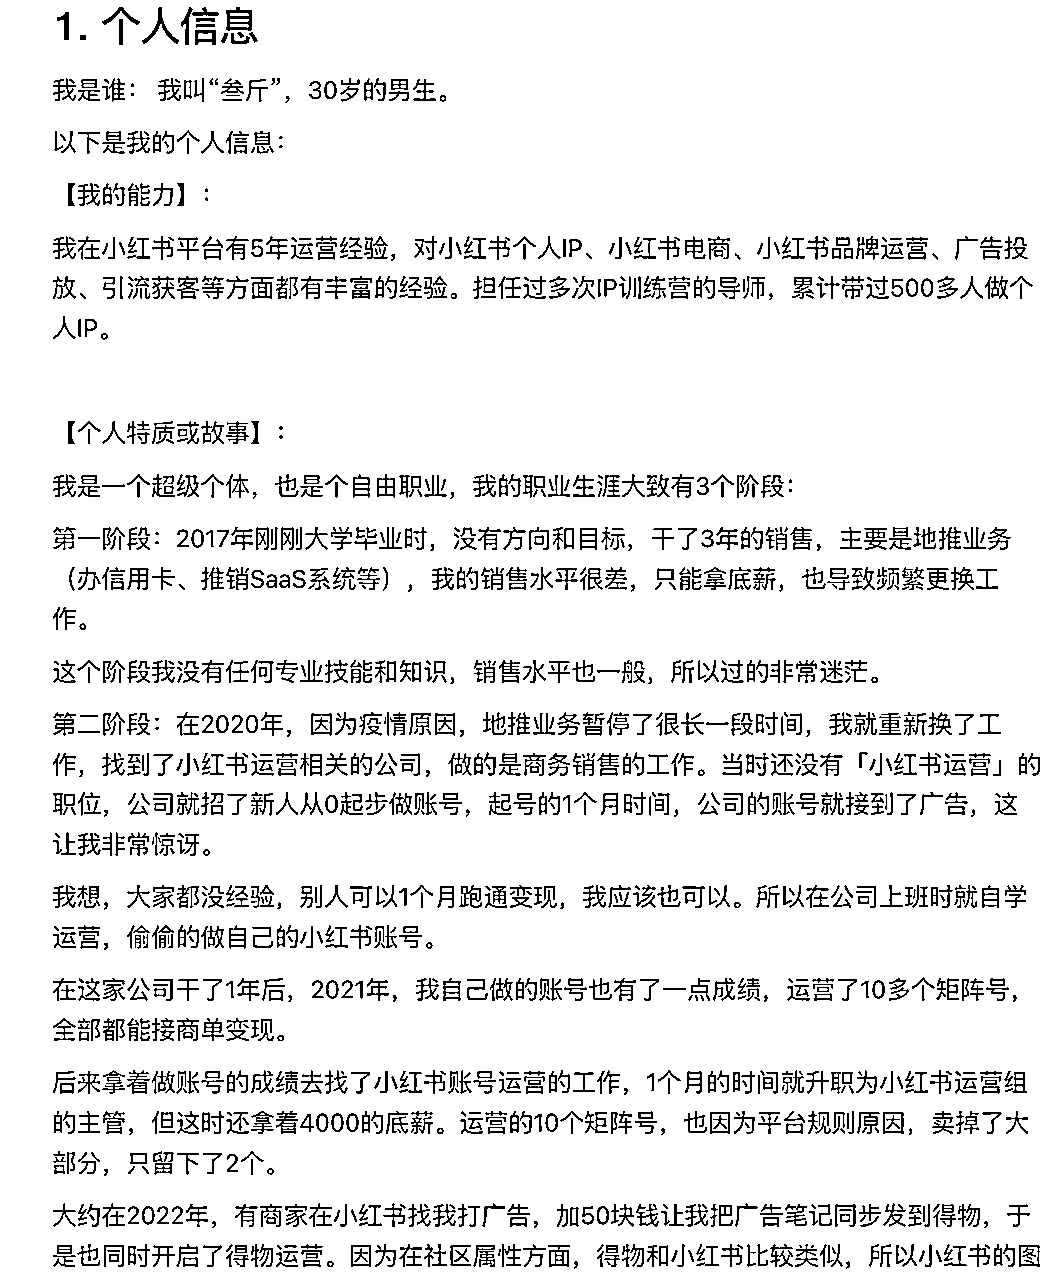 1. 个人信息
我是谁： 我叫“叁斤”，30岁的男生。
以下是我的个人信息：
【我的能力】：
我在小红书平台有5年运营经验，对小红书个人IP、小红书电商、小红书品牌运营、广告投
放、引流获客等方面都有丰富的经验。担任过多次IP训练营的导师，累计带过500多人做个
人IP。
【个人特质或故事】：
我是一个超级个体，也是个自由职业，我的职业生涯大致有3个阶段：
第一阶段：2017年刚刚大学毕业时，没有方向和目标，干了3年的销售，主要是地推业务
（办信用卡、推销SaaS系统等），我的销售水平很差，只能拿底薪，也导致频繁更换工
作。
这个阶段我没有任何专业技能和知识，销售水平也一般，所以过的非常迷茫。
第二阶段：在2020年，因为疫情原因，地推业务暂停了很长一段时间，我就重新换了工
作，找到了小红书运营相关的公司，做的是商务销售的工作。当时还没有「小红书运营」的
职位，公司就招了新人从0起步做账号，起号的1个月时间，公司的账号就接到了广告，这
让我非常惊讶。
我想，大家都没经验，别人可以1个月跑通变现，我应该也可以。所以在公司上班时就自学
运营，偷偷的做自己的小红书账号。
在这家公司干了1年后，2021年，我自己做的账号也有了一点成绩，运营了10多个矩阵号，
全部都能接商单变现。
后来拿着做账号的成绩去找了小红书账号运营的工作，1个月的时间就升职为小红书运营组
的主管，但这时还拿着4000的底薪。运营的10个矩阵号，也因为平台规则原因，卖掉了大
部分，只留下了2个。
大约在2022年，有商家在小红书找我打广告，加50块钱让我把广告笔记同步发到得物，于
是也同时开启了得物运营。因为在社区属性方面，得物和小红书比较类似，所以小红书的图